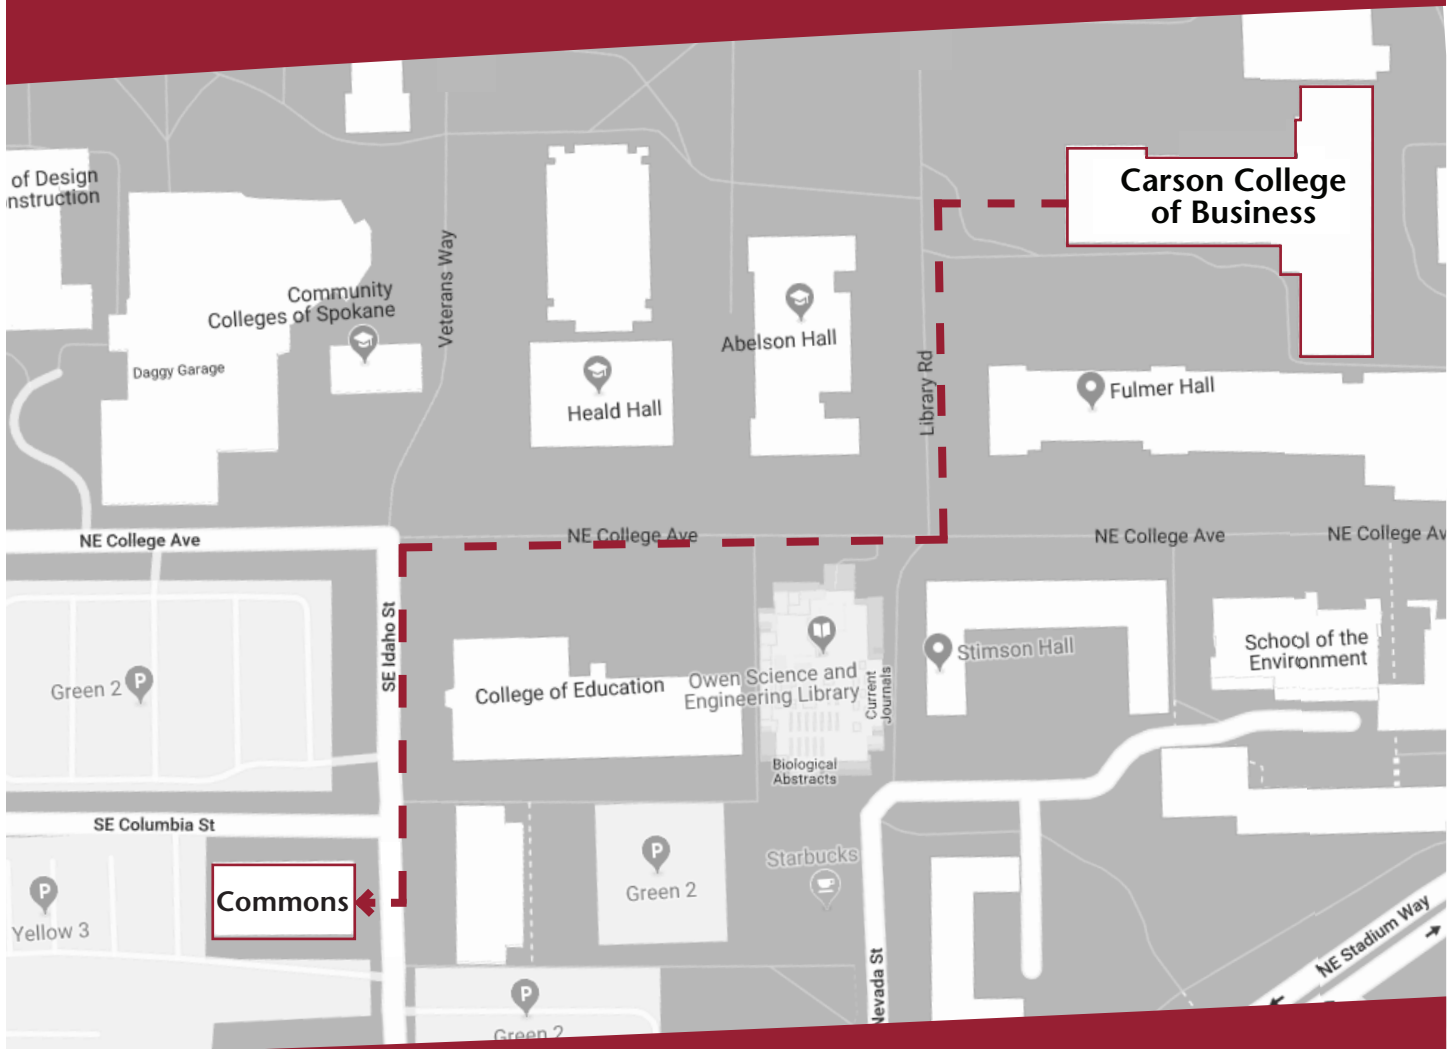 of Design
nstruction
Carson College
of Business
Community
Colleges of Spokane
Veterans Way
Abelson Hall
Daggy Garage
Heald Hall
Library Rd
Fulmer Hall
NE College Ave
NE College Ave
NE College Ave
NE College Av
SE Idaho St
P
Green 2
College of Education
Owen Science and
Engineering Library
Current
Journals
Stimson Hall
School of the
Environment
Biological
Abstracts
SE Columbia St
P
Yellow 3
Commons
P
Green 2
Starbucks
Nevada St
NE Stadium Way
P
Green 2